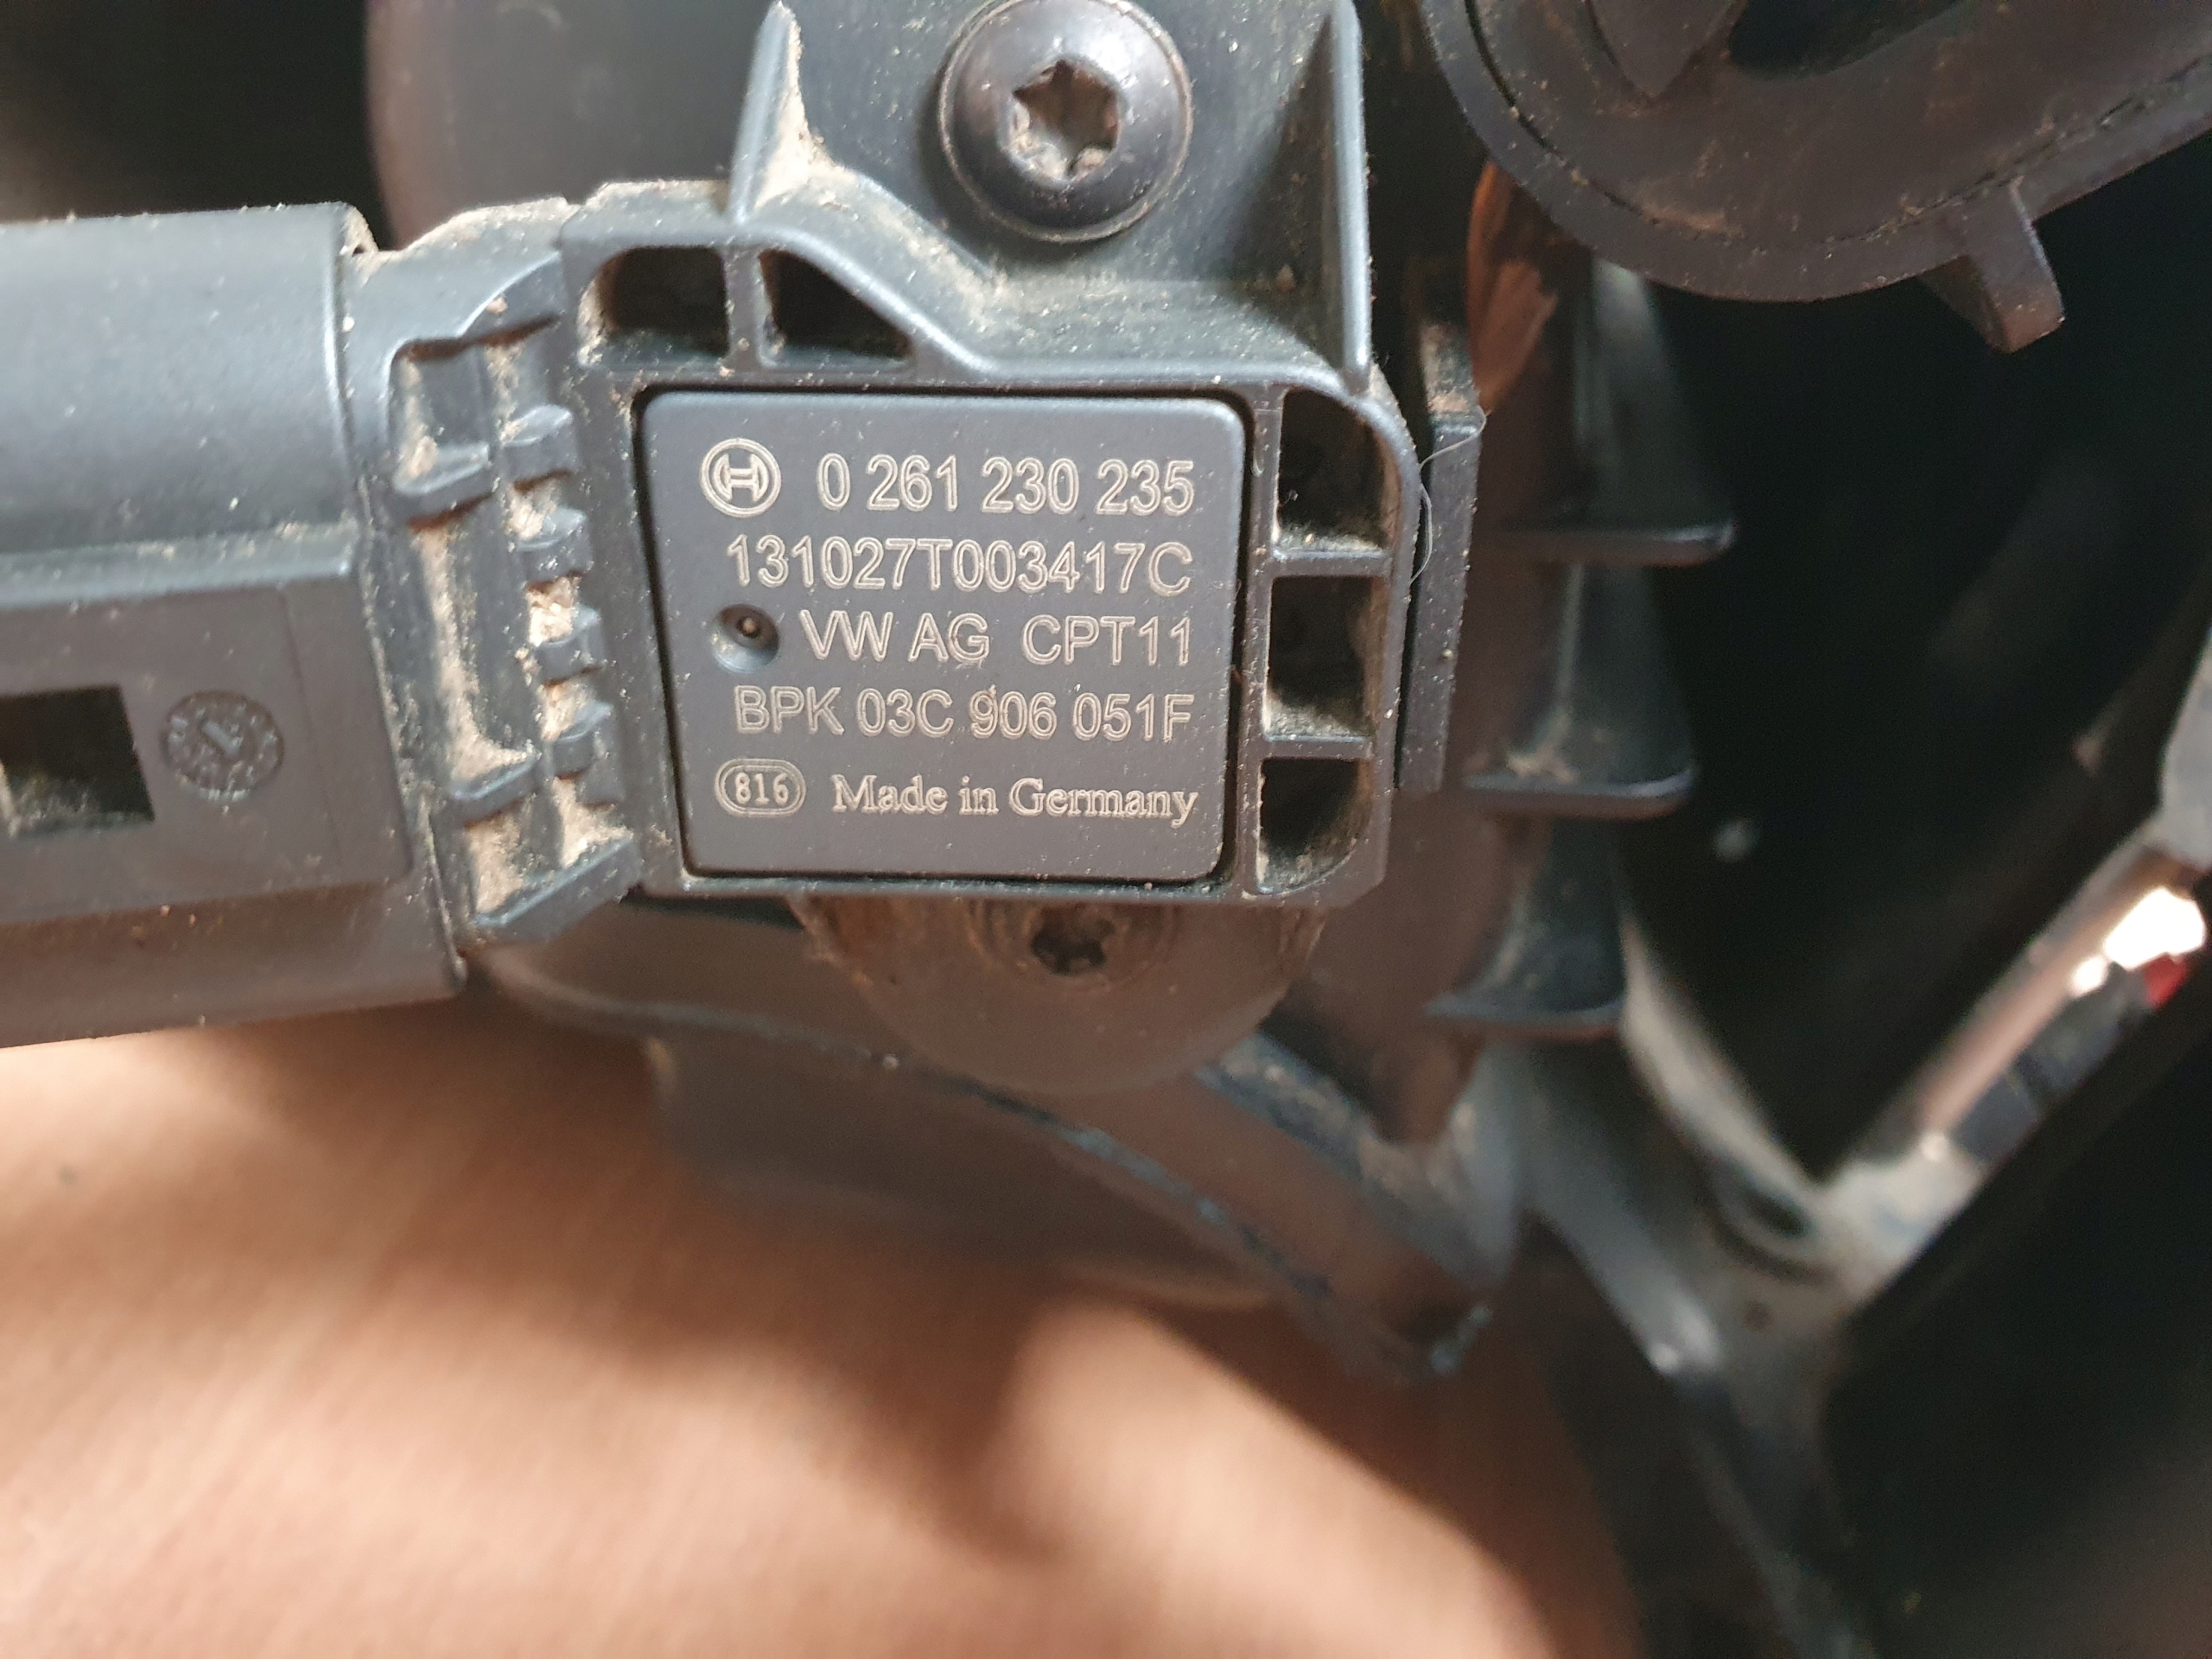 0 261 230 235
131027T003417C
VW AG CPT11
BPK 03C 906 051F
816 Made in Germany